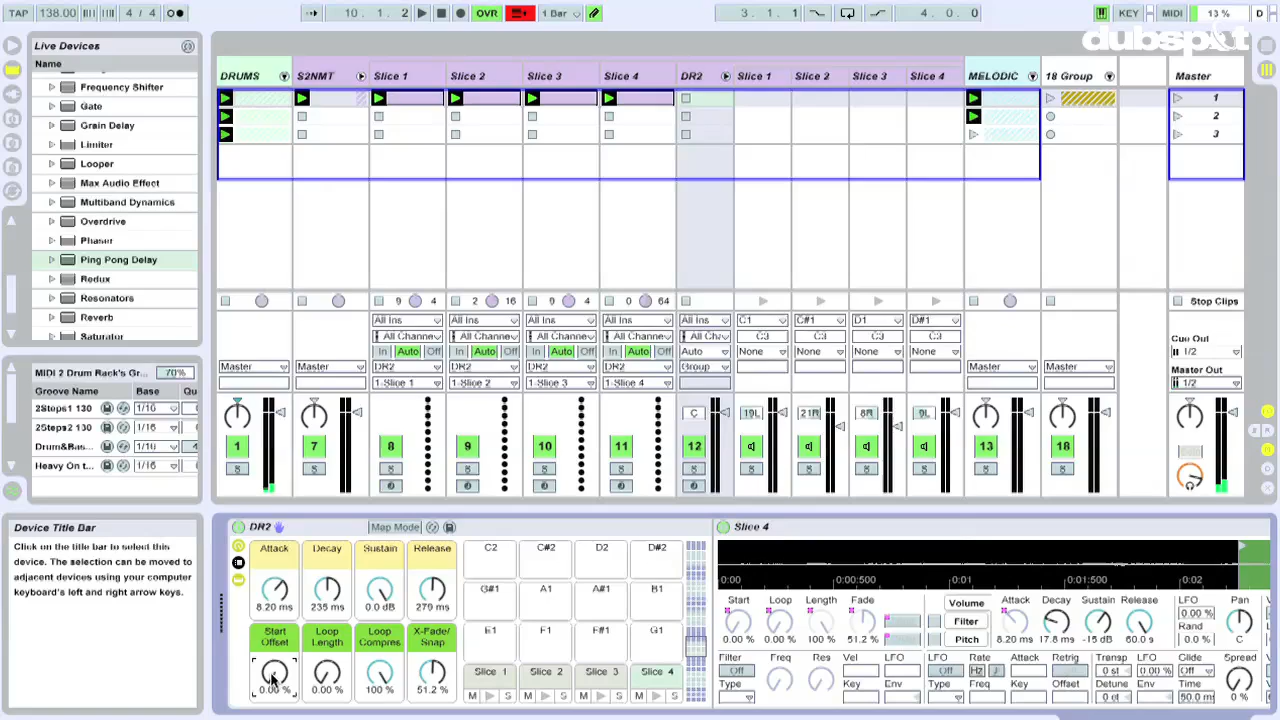 TAP 138.00 4 / 4 10. 1. 2 OVR 1 Bar 3. 1. 1 4. 0. 0 KEY MIDI 13 % D
dubspot
Live Devices
Name
Frequency Shifter
Gate
Grain Delay
Limiter
Looper
Max Audio Effect
Multiband Dynamics
Overdrive
Phaser
Ping Pong Delay
Redux
Resonators
Reverb
Saturator
DRUMS S2NMT Slice 1 Slice 2 Slice 3 Slice 4 DR2 Slice 1 Slice 2 Slice 3 Slice 4 MELODIC 18 Group Master
1
2
3
9 4 2 16 9 4 0 64 Stop Clips
All Ins All Ins All Ins All Ins All Ins C1 C#1 D1 D#1
All Channe All Channe All Channe All Channe All Cha C3 C3 C3 C3
Cue Out
In Auto Off In Auto Off In Auto Off In Auto Off Auto None None None None 1/2
Master Master DR2 DR2 DR2 DR2 Group Master Master Master Out
1-Slice 1 1-Slice 2 1-Slice 3 1-Slice 4 1/2
C 19L 21R 8R 9L
1 7 8 9 10 11 12 13 18
S S S S S S S S S S S S S
MIDI 2 Drum Rack's Gr... 70%
Groove Name Base Qu
2Steps1 130 1/16
2Steps2 130 1/16
Drum&Bas... 1/16
Heavy On t... 1/16
Device Title Bar
Click on the title bar to select this
device. The selection can be moved to
adjacent devices using your computer
keyboard's left and right arrow keys.
DR2 Map Mode
Attack Decay Sustain Release
8.20 ms 235 ms 0.0 dB 270 ms
Start Offset Loop Length Loop Compres X-Fade/ Snap
0.00 % 0.00 % 100 % 51.2 %
C2 C#2 D2 D#2
G#1 A1 A#1 B1
E1 F1 F#1 G1
Slice 1 Slice 2 Slice 3 Slice 4
M S M S M S M S
Slice 4
0:00 0:00:500 0:01 0:01:500 0:02
Start Loop Length Fade Volume Attack Decay Sustain Release LFO Pan
0.00 %
Filter Rand
0.00 % 0.00 % 100 % 51.2 % Pitch 8.20 ms 17.8 ms -15 dB 60.0 s 0.0 % C
Filter Freq Res Vel LFO LFO Rate Attack Retrig Transp LFO Glide Spread
Off Off Hz 0 st 0.00 % Off
Type Key Env Type Freq Offset Detune Env Time
0 ct 50.0 ms 0 %